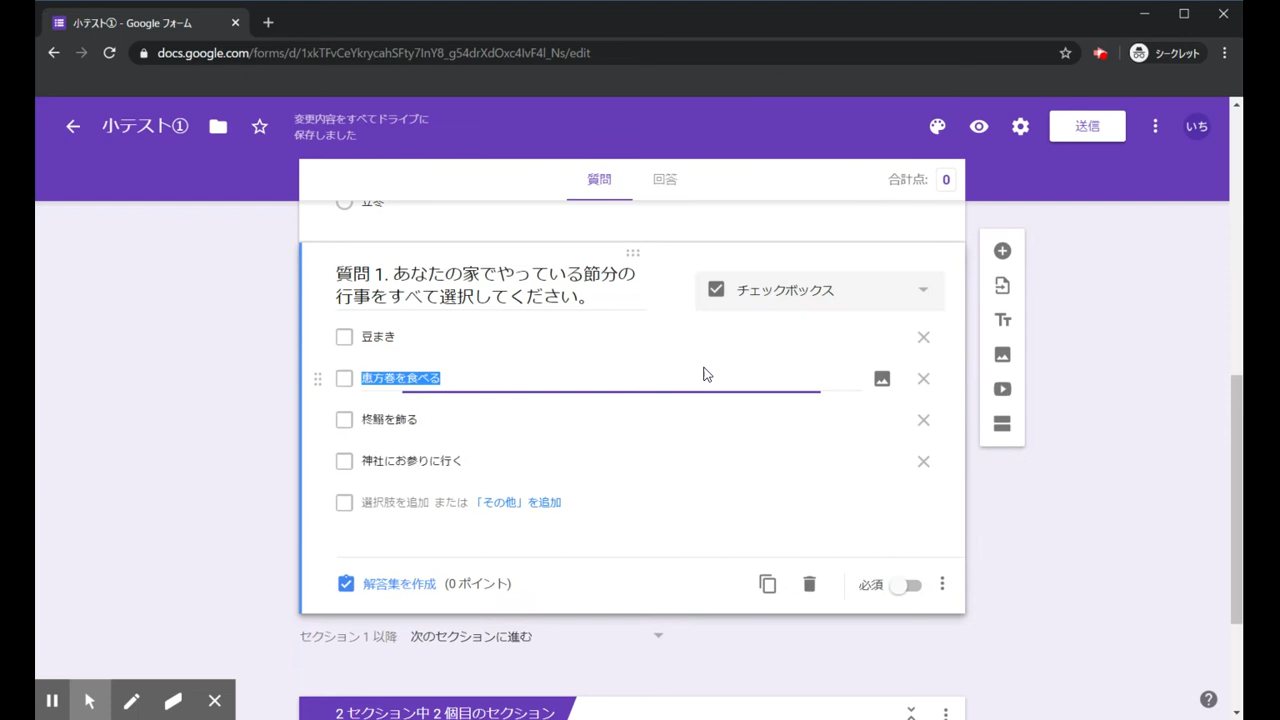 小テスト① - Google フォーム
docs.google.com/forms/d/1xkTFvCeYkrycahSFty7InY8_g54drXdOxc4IvF4l_Ns/edit
シークレット
小テスト①
変更内容をすべてドライブに
保存しました
送信
いち
質問
回答
合計点: 0
立冬
質問 1. あなたの家でやっている節分の
行事をすべて選択してください。
チェックボックス
豆まき
恵方巻を食べる
柊鰯を飾る
神社にお参りに行く
選択肢を追加 または 「その他」を追加
解答集を作成 (0 ポイント)
必須
セクション 1 以降 次のセクションに進む
2 セクション中 2 個目のセクション